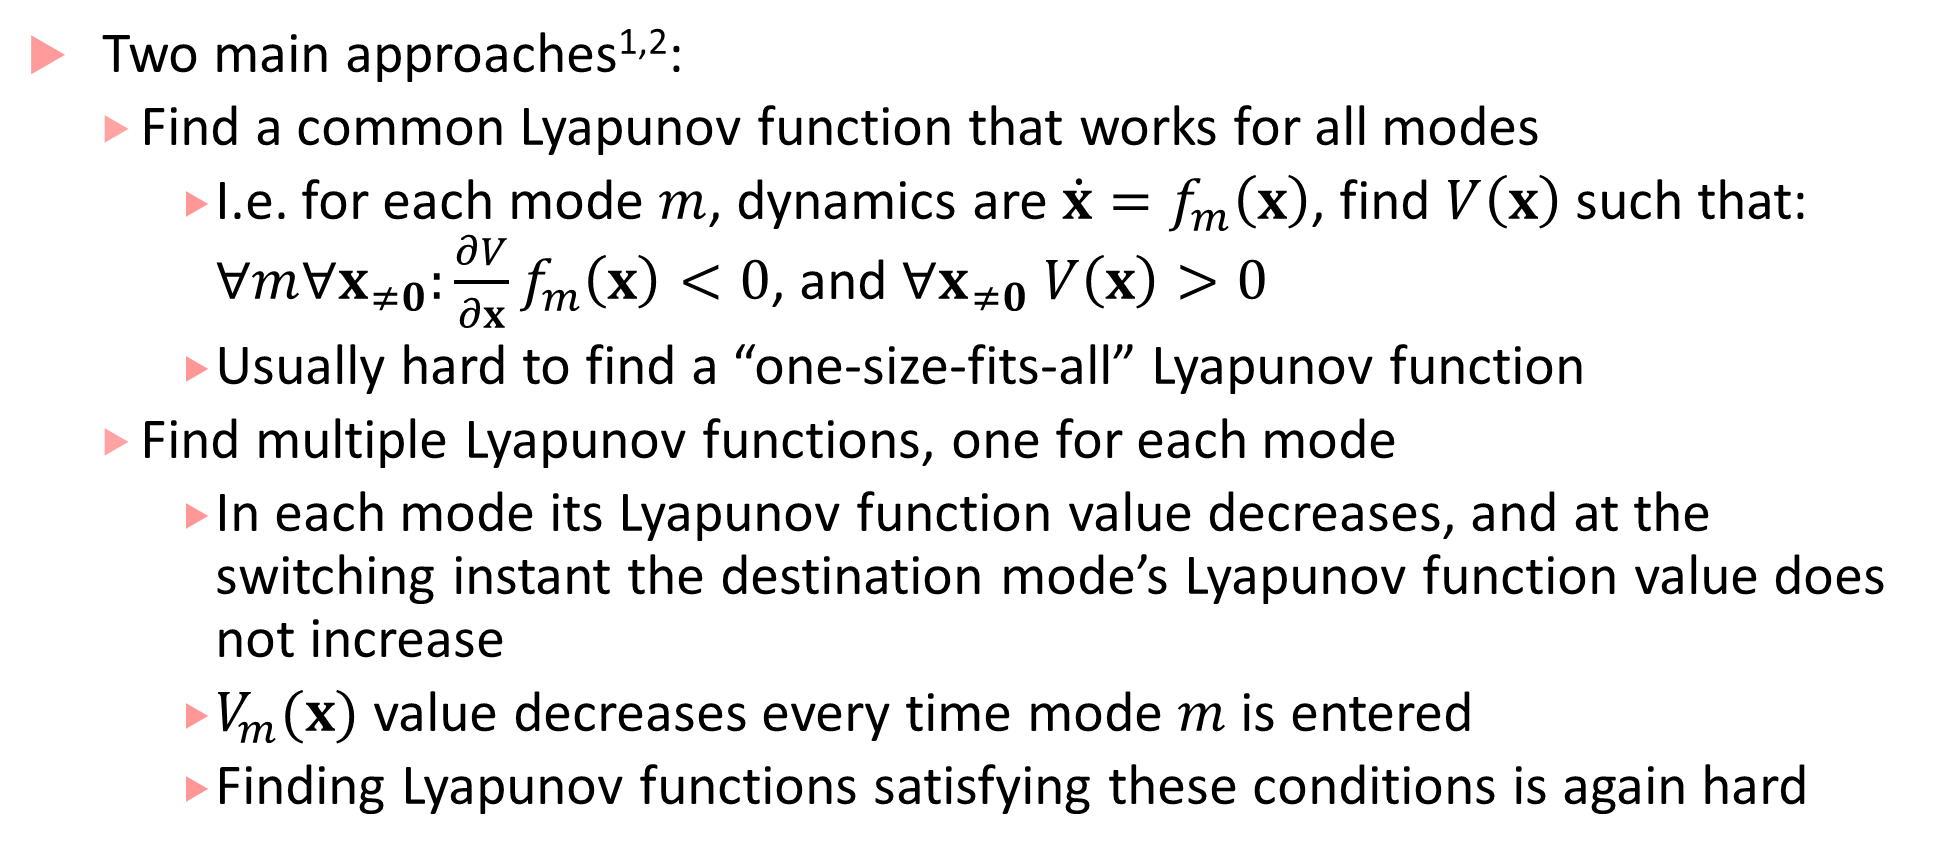 ▶ Two main approaches¹,²:
▶ Find a common Lyapunov function that works for all modes
▶ I.e. for each mode 𝑚, dynamics are 𝐱̇ = 𝑓ₘ(𝐱), find 𝑉(𝐱) such that:
∀𝑚∀𝐱≠𝟎: ∂𝑉/∂𝐱 𝑓ₘ(𝐱) < 0, and ∀𝐱≠𝟎 𝑉(𝐱) > 0
▶ Usually hard to find a “one-size-fits-all” Lyapunov function
▶ Find multiple Lyapunov functions, one for each mode
▶ In each mode its Lyapunov function value decreases, and at the
switching instant the destination mode’s Lyapunov function value does
not increase
▶ 𝑉ₘ(𝐱) value decreases every time mode 𝑚 is entered
▶ Finding Lyapunov functions satisfying these conditions is again hard